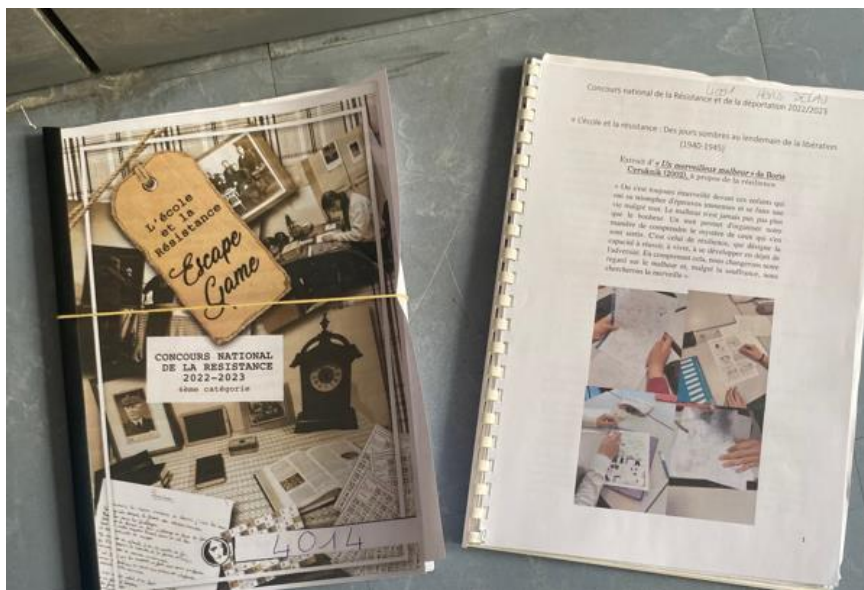 L'école
et la
Résistance
Escape
Game
CONCOURS NATIONAL
DE LA RESISTANCE
2022-2023
4ème catégorie
4014
HORS DELAI
Concours national de la Résistance et de la déportation 2022/2023
« L'école et la résistance : Des jours sombres au lendemain de la libération
(1940-1945)
Extrait d' « Un merveilleux malheur » de Boris
Cyrulnik (2002), à propos de la résilience
« On s'est toujours émerveillé devant ces enfants qui
ont su triompher d'épreuves immenses et se faire une
vie malgré tout. Le malheur n'est jamais pur pas plus
que le bonheur. Un mot permet d'organiser notre
manière de comprendre le mystère de ceux qui s'en
sont sortis. C'est celui de résilience, qui désigne la
capacité à réussir, à vivre, à se développer en dépit de
l'adversité. En comprenant cela, nous changerons notre
regard sur le malheur et, malgré la souffrance, nous
chercherons la merveille »
1